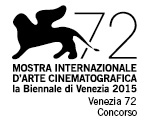 72
MOSTRA INTERNAZIONALE
D'ARTE CINEMATOGRAFICA
la Biennale di Venezia 2015
Venezia 72
Concorso